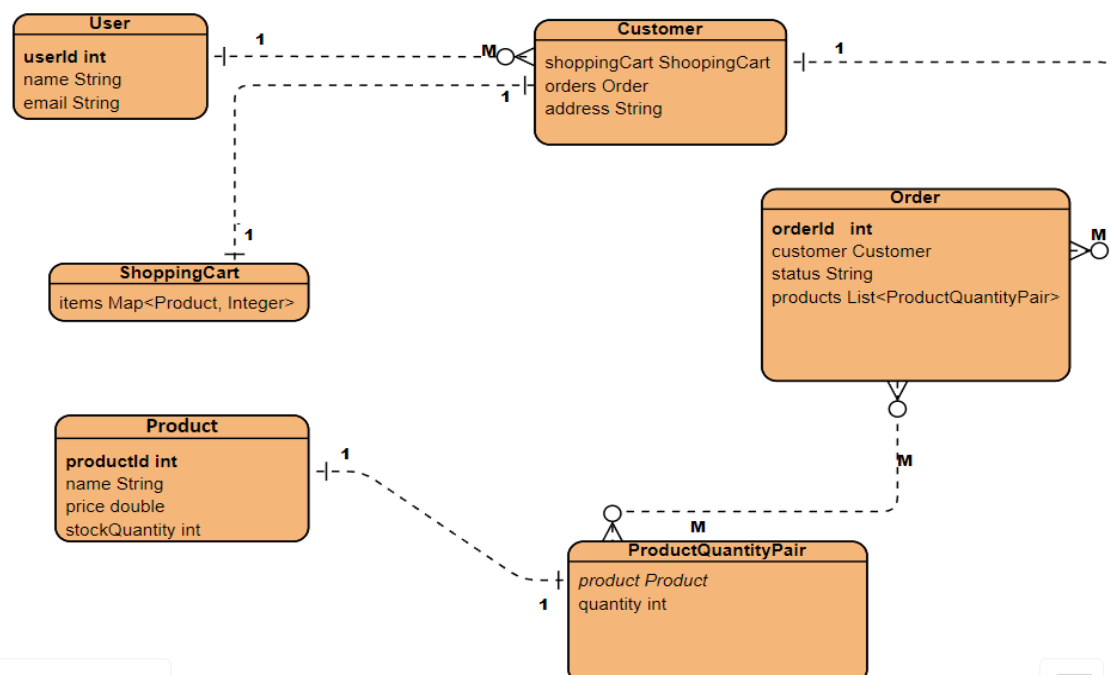 User
userId int
name String
email String
1
M
Customer
shoppingCart ShoopingCart
orders Order
address String
1
1
1
ShoppingCart
items Map<Product, Integer>
Order
orderId int
customer Customer
status String
products List<ProductQuantityPair>
M
Product
productId int
name String
price double
stockQuantity int
1
M
M
ProductQuantityPair
product Product
quantity int
1